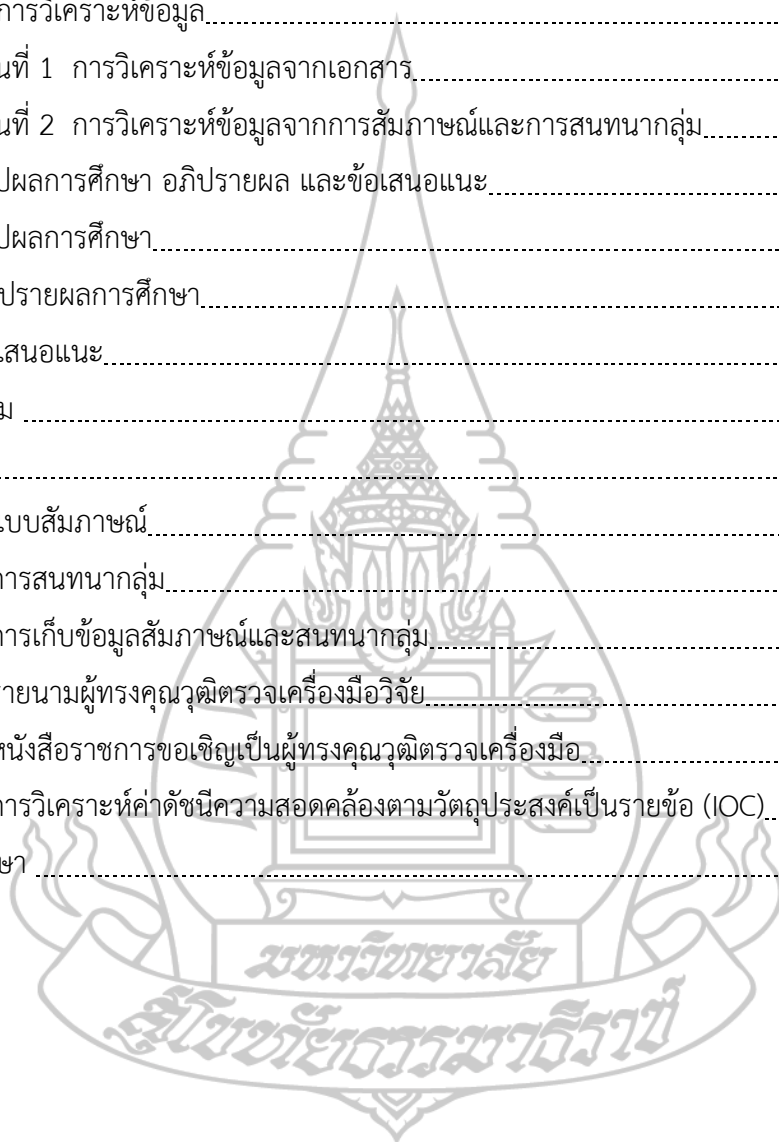 การวิเคราะห์ข้อมูล
นที่ 1 การวิเคราะห์ข้อมูลจากเอกสาร
นที่ 2 การวิเคราะห์ข้อมูลจากการสัมภาษณ์และการสนทนากลุ่ม
ปผลการศึกษา อภิปรายผล และข้อเสนอแนะ
ปผลการศึกษา
ปรายผลการศึกษา
เสนอแนะ
ม
แบบสัมภาษณ์
การสนทนากลุ่ม
การเก็บข้อมูลสัมภาษณ์และสนทนากลุ่ม
รายนามผู้ทรงคุณวุฒิตรวจเครื่องมือวิจัย
หนังสือราชการขอเชิญเป็นผู้ทรงคุณวุฒิตรวจเครื่องมือ
การวิเคราะห์ค่าดัชนีความสอดคล้องตามวัตถุประสงค์เป็นรายข้อ (IOC)
ษา
มหาวิทยาลัย
สุโขทัยธรรมาธิราช